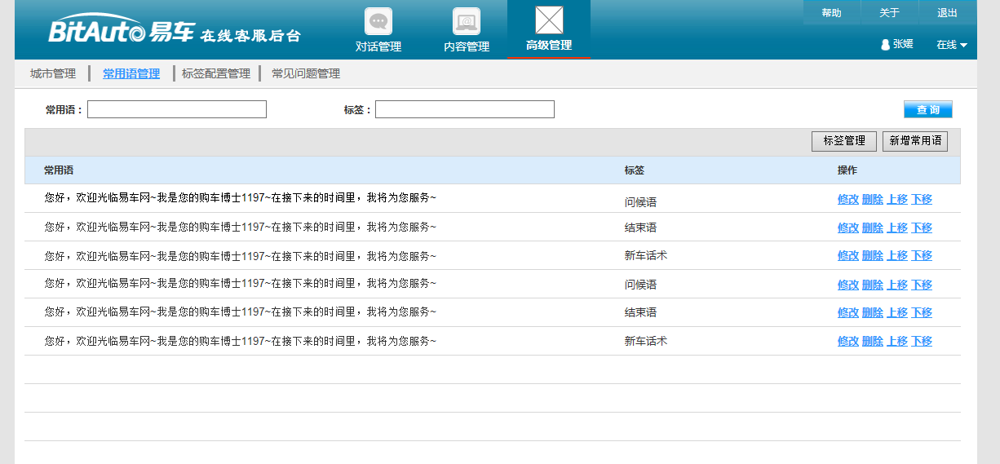 帮助 关于 退出
BitAuto 易车 在线客服后台
对话管理 内容管理 高级管理
张媛 在线
城市管理 常用语管理 标签配置管理 常见问题管理
常用语： 标签： 查询
标签管理 新增常用语
常用语 标签 操作
您好，欢迎光临易车网~我是您的购车博士1197~在接下来的时间里，我将为您服务~ 问候语 修改 删除 上移 下移
您好，欢迎光临易车网~我是您的购车博士1197~在接下来的时间里，我将为您服务~ 结束语 修改 删除 上移 下移
您好，欢迎光临易车网~我是您的购车博士1197~在接下来的时间里，我将为您服务~ 新车话术 修改 删除 上移 下移
您好，欢迎光临易车网~我是您的购车博士1197~在接下来的时间里，我将为您服务~ 问候语 修改 删除 上移 下移
您好，欢迎光临易车网~我是您的购车博士1197~在接下来的时间里，我将为您服务~ 结束语 修改 删除 上移 下移
您好，欢迎光临易车网~我是您的购车博士1197~在接下来的时间里，我将为您服务~ 新车话术 修改 删除 上移 下移